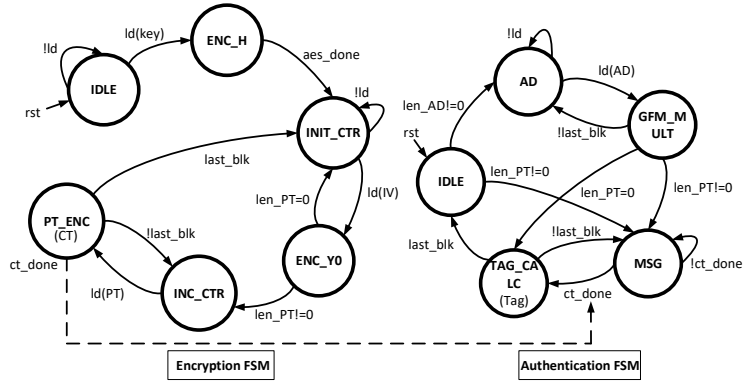 !ld
ld(key)
ENC_H
aes_done
IDLE
rst
!ld
INIT_CTR
last_blk
len_PT=0
ld(IV)
PT_ENC
(CT)
!last_blk
ct_done
ld(PT)
INC_CTR
ENC_Y0
len_PT!=0
Encryption FSM
!ld
AD
ld(AD)
len_AD!=0
GFM_M
ULT
!last_blk
rst
IDLE
len_PT!=0
len_PT=0
len_PT!=0
last_blk
!last_blk
TAG_CA
LC
(Tag)
MSG
!ct_done
ct_done
Authentication FSM